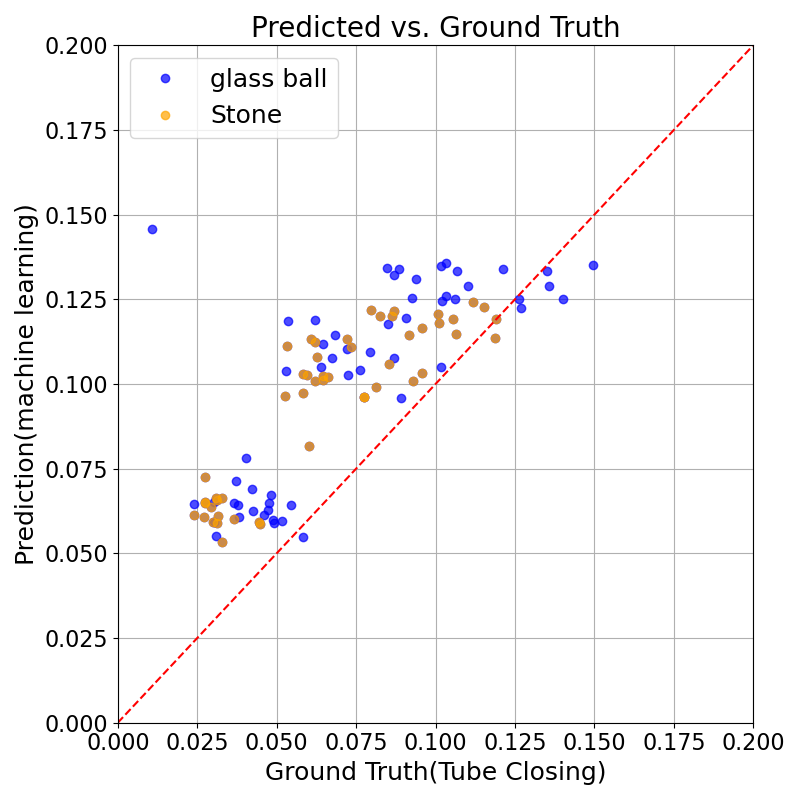 Predicted vs. Ground Truth
glass ball
Stone
0.200
0.175
0.150
0.125
0.100
0.075
0.050
0.025
0.000
Prediction(machine learning)
0.000 0.025 0.050 0.075 0.100 0.125 0.150 0.175 0.200
Ground Truth(Tube Closing)